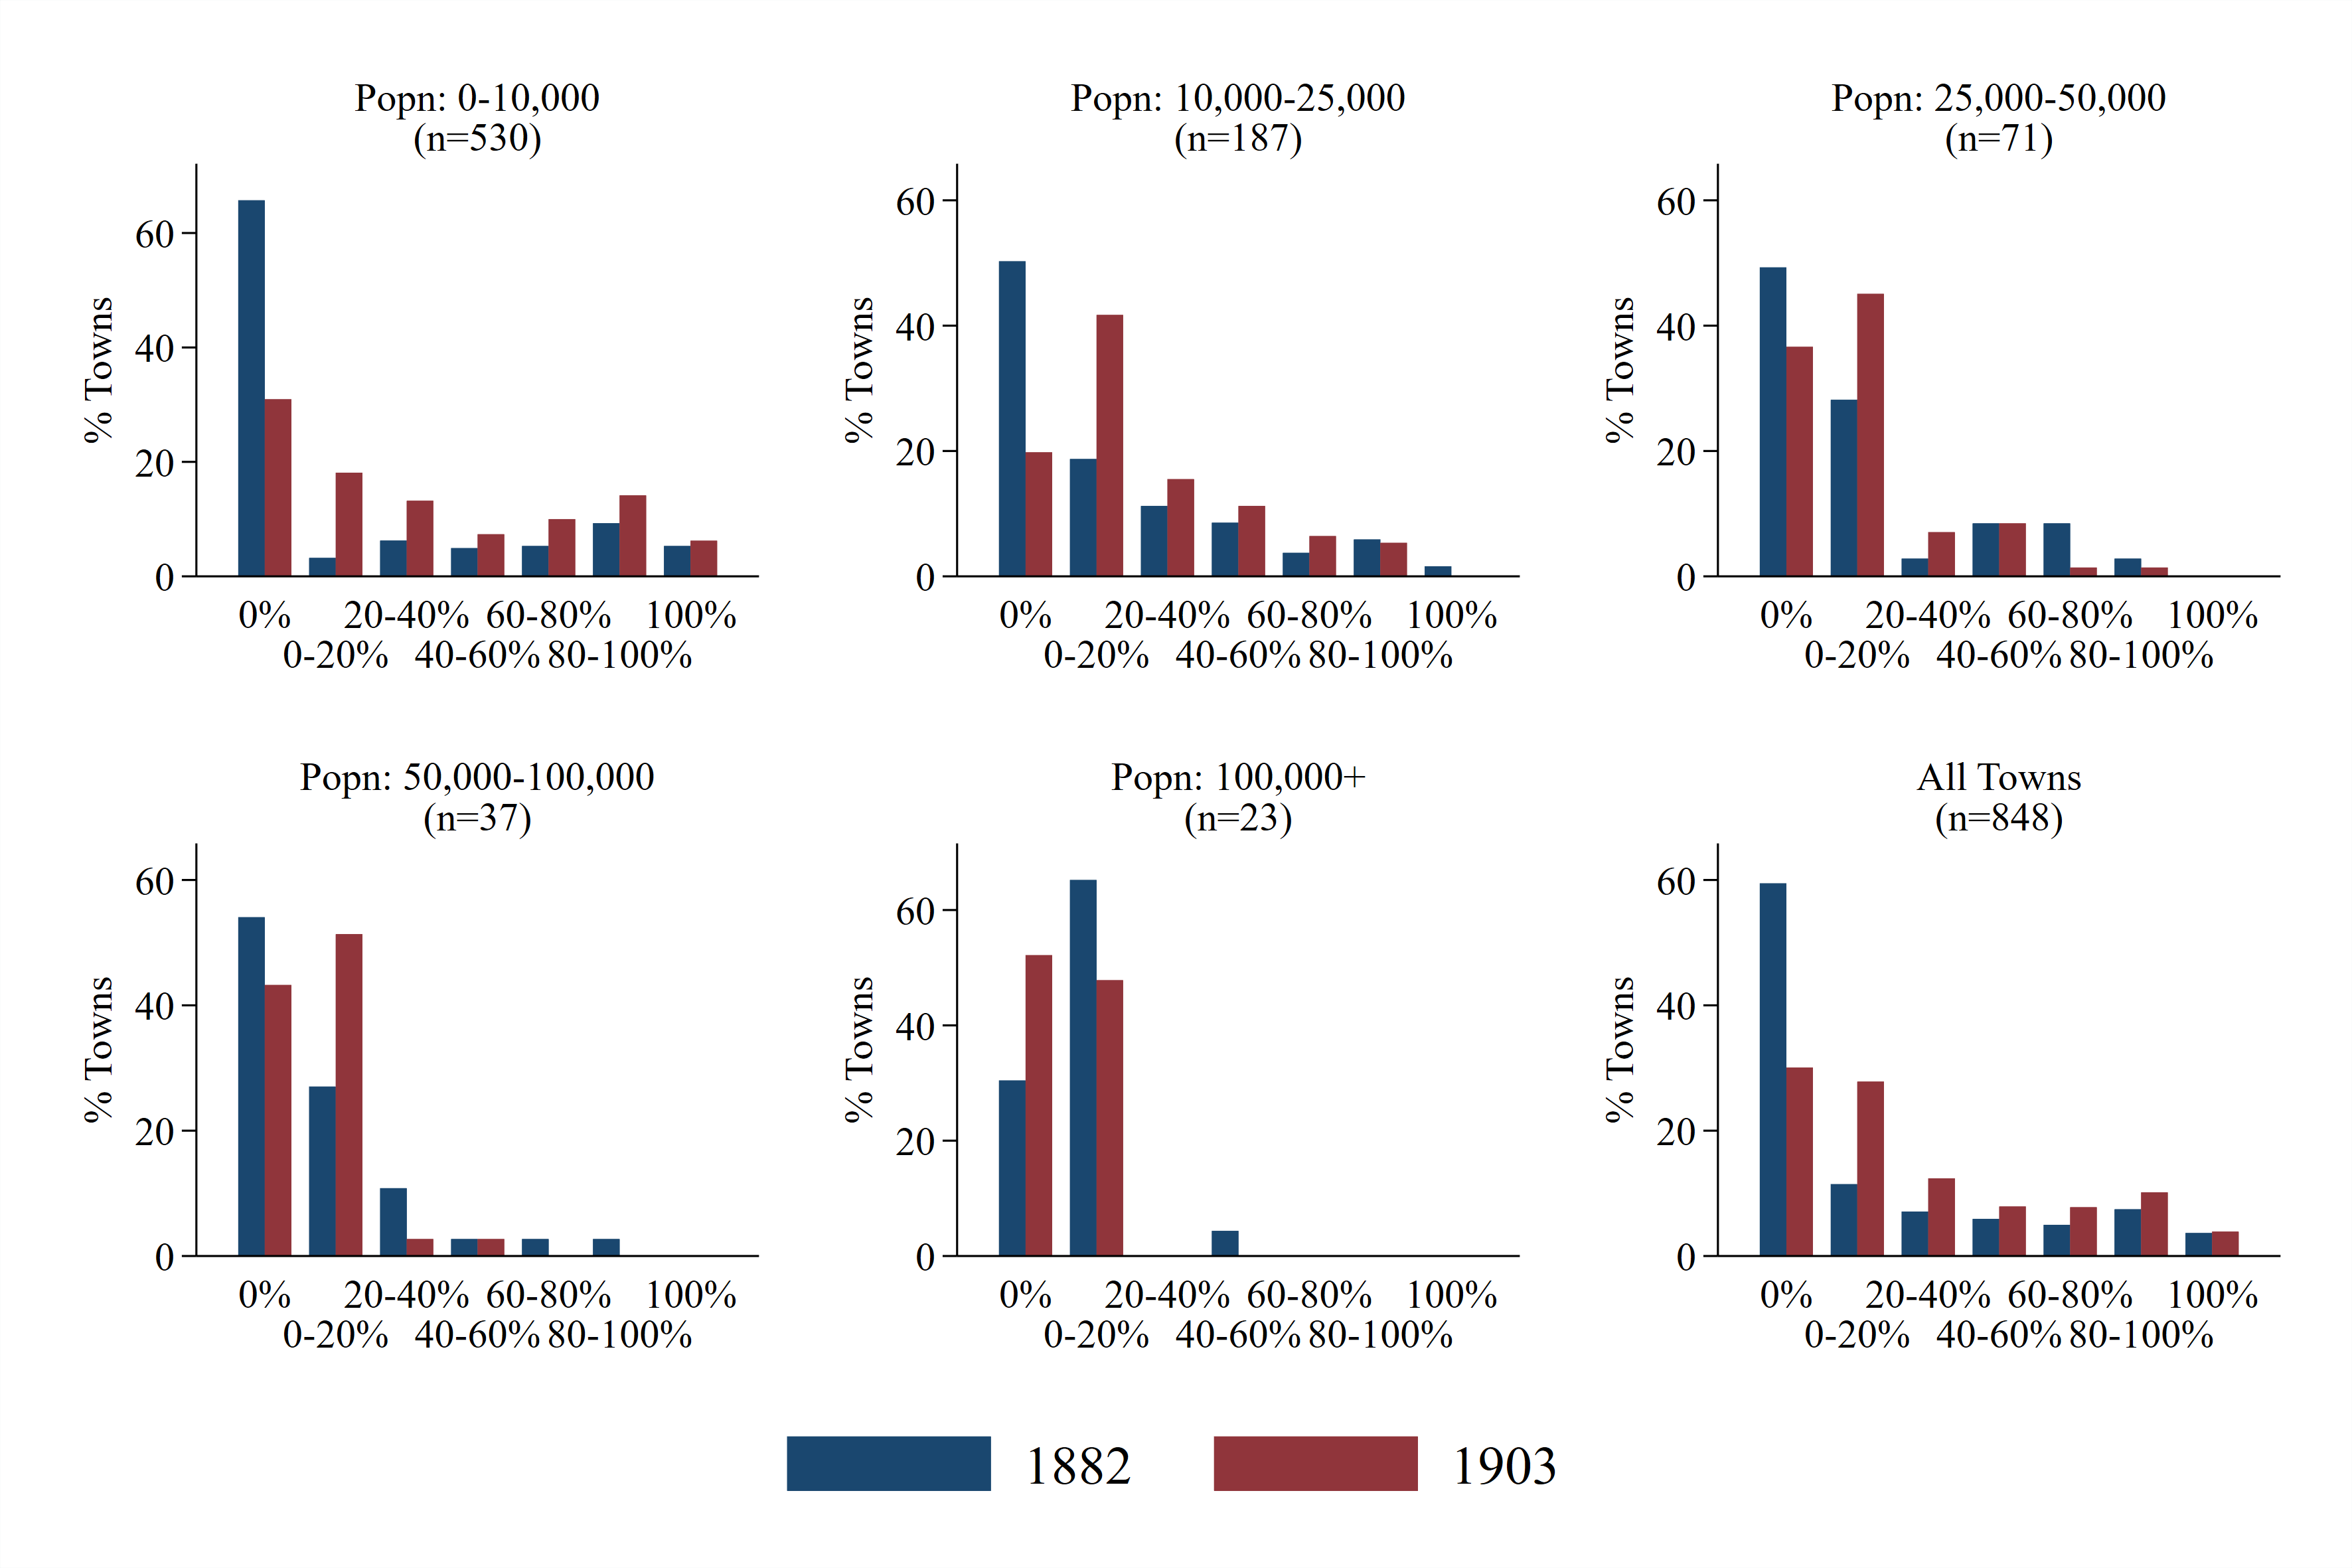 Popn: 0-10,000
(n=530)
% Towns
60
40
20
0
0% 20-40% 60-80% 100%
0-20% 40-60% 80-100%
Popn: 10,000-25,000
(n=187)
% Towns
60
40
20
0
0% 20-40% 60-80% 100%
0-20% 40-60% 80-100%
Popn: 25,000-50,000
(n=71)
% Towns
60
40
20
0
0% 20-40% 60-80% 100%
0-20% 40-60% 80-100%
Popn: 50,000-100,000
(n=37)
% Towns
60
40
20
0
0% 20-40% 60-80% 100%
0-20% 40-60% 80-100%
Popn: 100,000+
(n=23)
% Towns
60
40
20
0
0% 20-40% 60-80% 100%
0-20% 40-60% 80-100%
All Towns
(n=848)
% Towns
60
40
20
0
0% 20-40% 60-80% 100%
0-20% 40-60% 80-100%
1882 1903